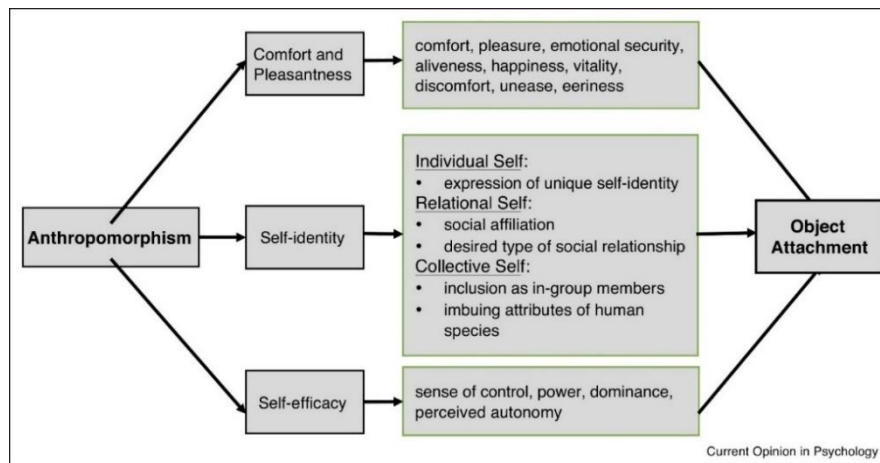 Comfort and
Pleasantness
comfort, pleasure, emotional security,
aliveness, happiness, vitality,
discomfort, unease, eeriness
Anthropomorphism
Self-identity
Individual Self:
• expression of unique self-identity
Relational Self:
• social affiliation
• desired type of social relationship
Collective Self:
• inclusion as in-group members
• imbuing attributes of human
species
Object
Attachment
Self-efficacy
sense of control, power, dominance,
perceived autonomy
Current Opinion in Psychology